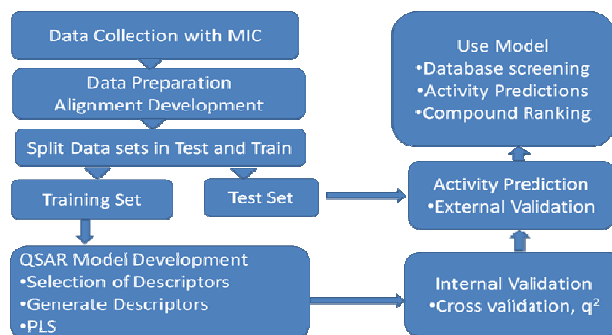 Data Collection with MIC
Data Preparation
Alignment Development
Split Data sets in Test and Train
Training Set
Test Set
QSAR Model Development
•Selection of Descriptors
•Generate Descriptors
•PLS
Internal Validation
•Cross validation, q²
Activity Prediction
•External Validation
Use Model
•Database screening
•Activity Predictions
•Compound Ranking